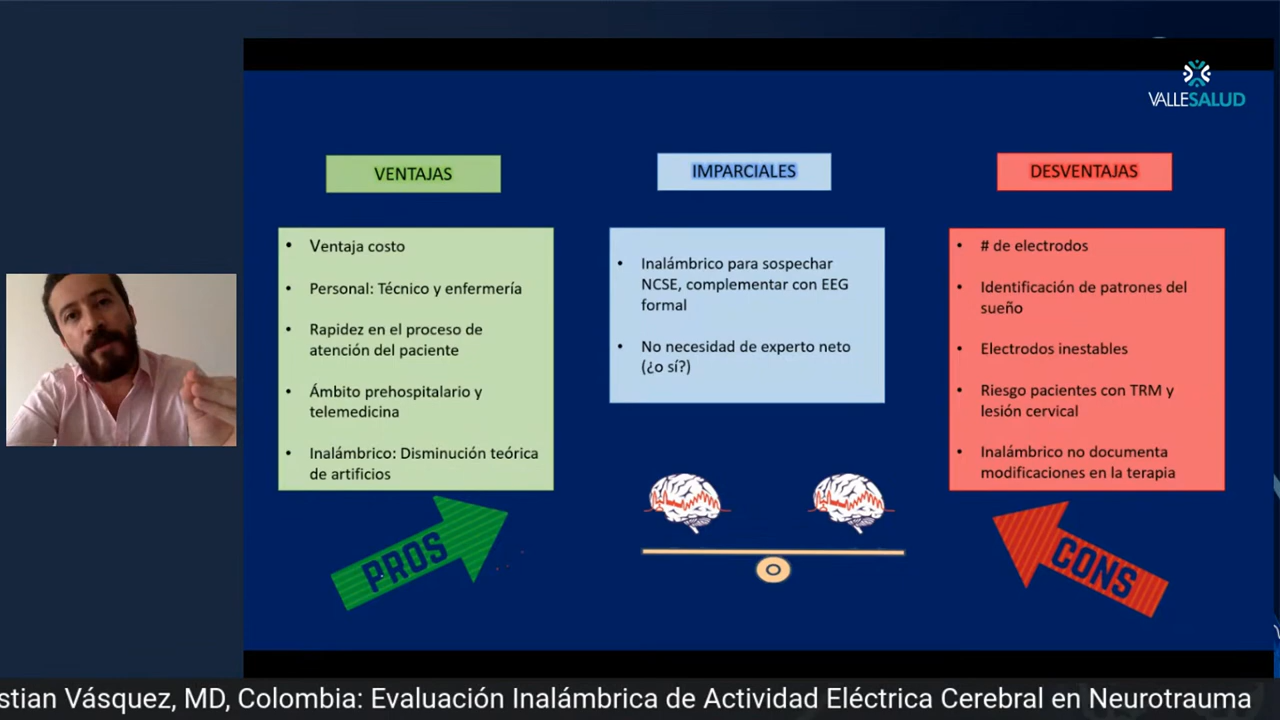 VALLESALUD
VENTAJAS
• Ventaja costo
• Personal: Técnico y enfermería
• Rapidez en el proceso de
atención del paciente
• Ámbito prehospitalario y
telemedicina
• Inalámbrico: Disminución teórica
de artificios
PROS
IMPARCIALES
• Inalámbrico para sospechar
NCSE, complementar con EEG
formal
• No necesidad de experto neto
(¿o sí?)
DESVENTAJAS
• # de electrodos
• Identificación de patrones del
sueño
• Electrodos inestables
• Riesgo pacientes con TRM y
lesión cervical
• Inalámbrico no documenta
modificaciones en la terapia
CONS
stian Vásquez, MD, Colombia: Evaluación Inalámbrica de Actividad Eléctrica Cerebral en Neurotrauma